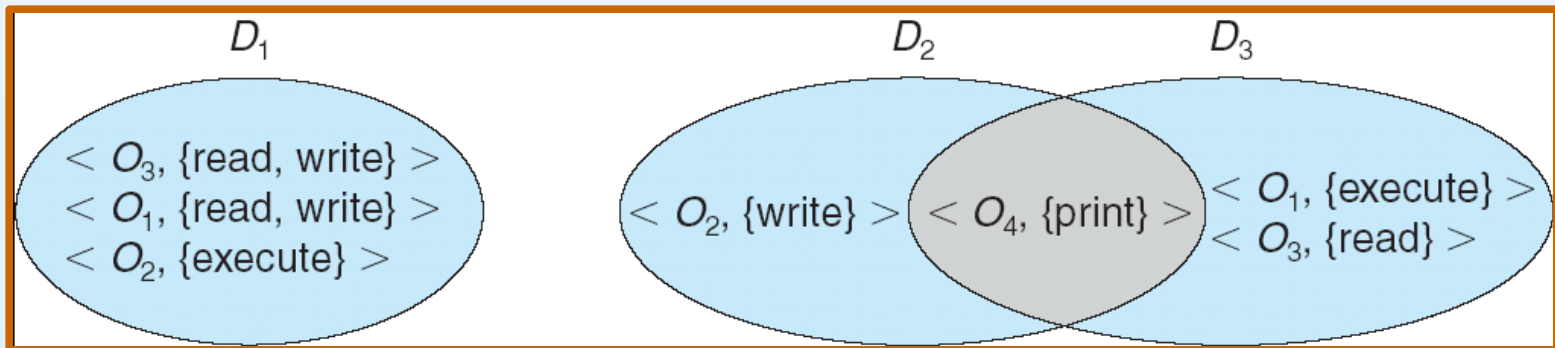 D₁
D₂
D₃
< O₃, {read, write} >
< O₁, {read, write} >
< O₂, {execute} >
< O₂, {write} >
< O₄, {print} >
< O₁, {execute} >
< O₃, {read} >